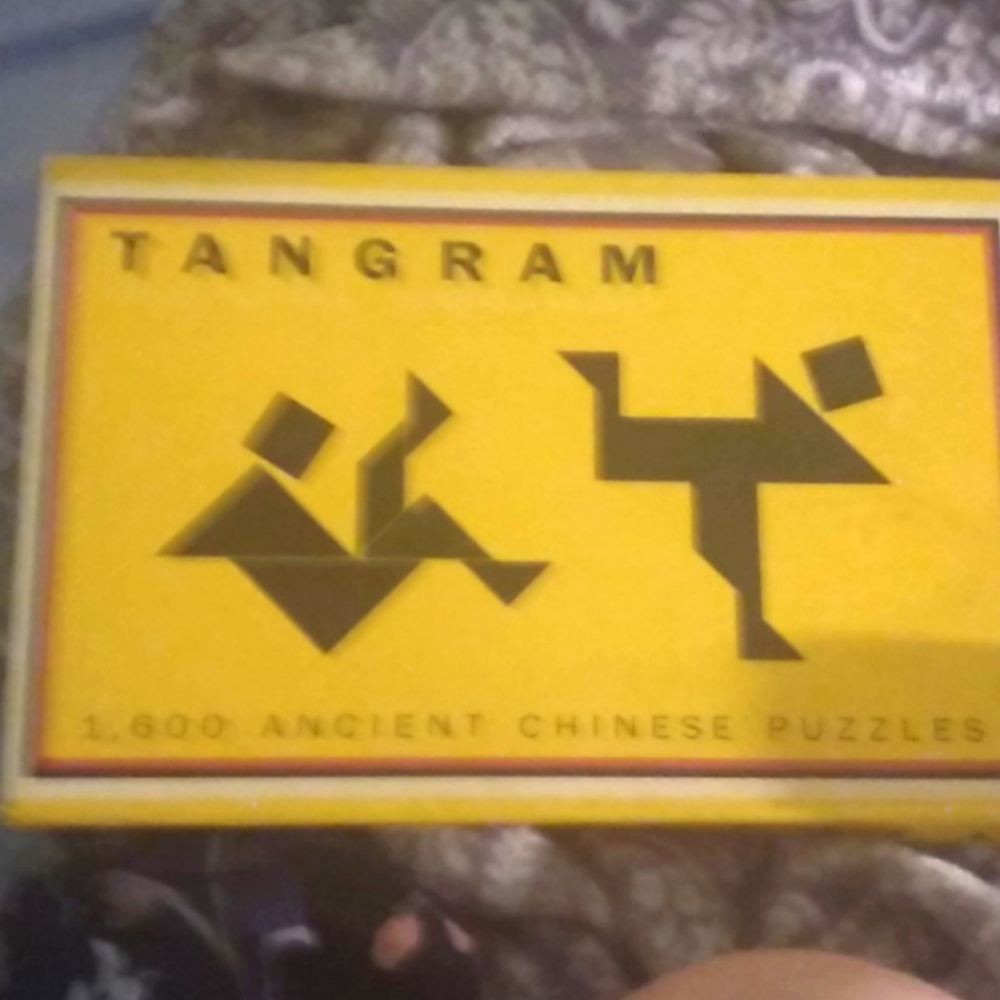 TANGRAM
1,600 ANCIENT CHINESE PUZZLES